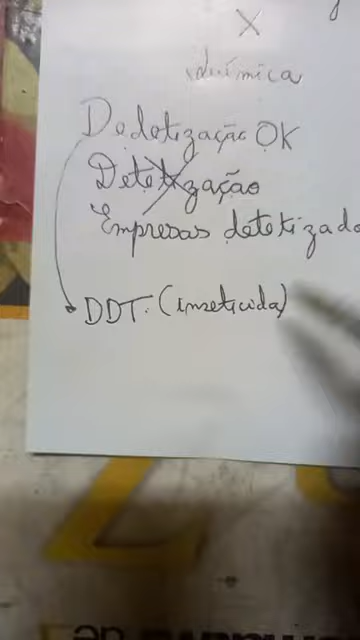 X
química
Dedetização OK
Detetização
Empresas detetizado
DDT. (inseticida)